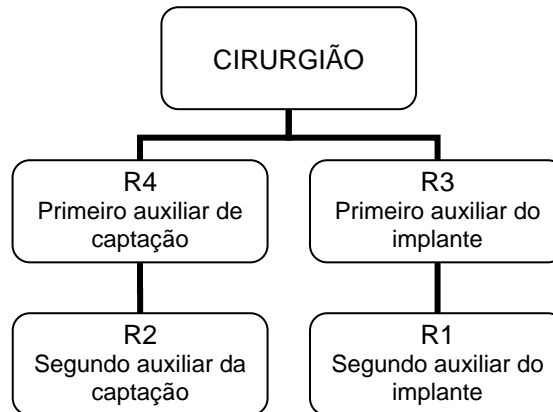 CIRURGIÃO
R4
Primeiro auxiliar de
captação
R3
Primeiro auxiliar do
implante
R2
Segundo auxiliar da
captação
R1
Segundo auxiliar do
implante